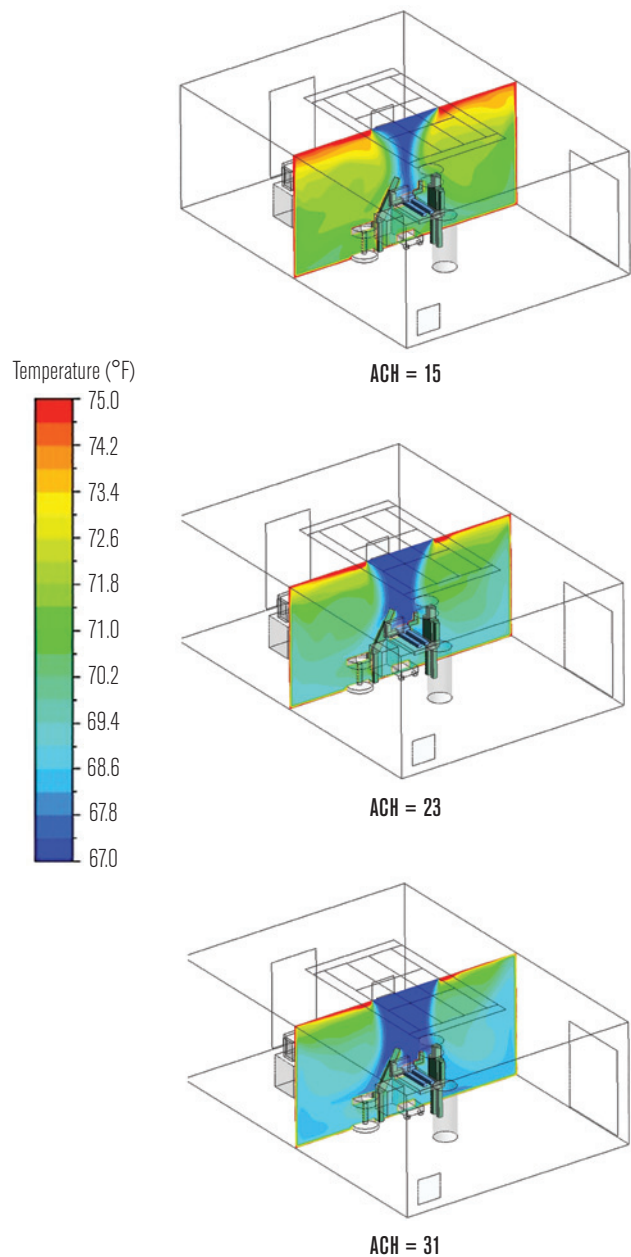 ACH = 15
Temperature (°F)
75.0
74.2
73.4
72.6
71.8
71.0
70.2
69.4
68.6
67.8
67.0
ACH = 23
ACH = 31